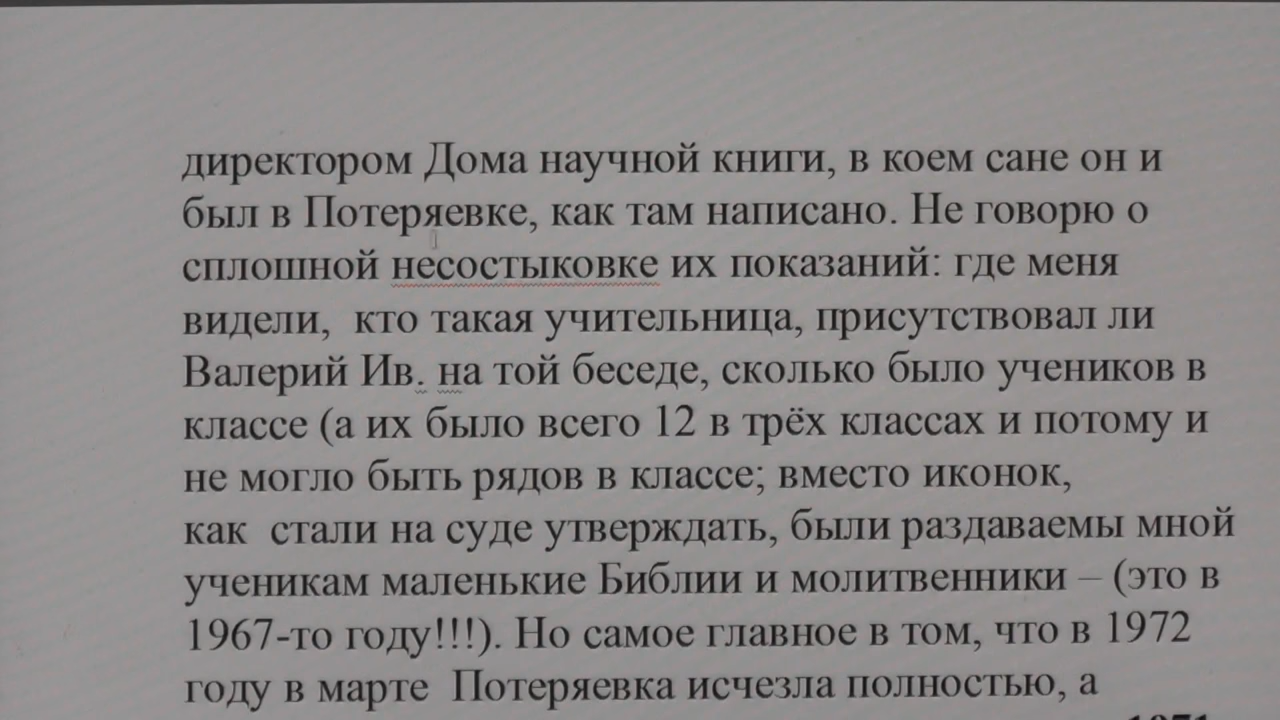 директором Дома научной книги, в коем сане он и
был в Потеряевке, как там написано. Не говорю о
сплошной несостыковке их показаний: где меня
видели,  кто такая учительница, присутствовал ли
Валерий Ив. на той беседе, сколько было учеников в
классе (а их было всего 12 в трёх классах и потому и
не могло быть рядов в классе; вместо иконок,
как  стали на суде утверждать, были раздаваемы мной
ученикам маленькие Библии и молитвенники – (это в
1967-то году!!!). Но самое главное в том, что в 1972
году в марте  Потеряевка исчезла полностью, а